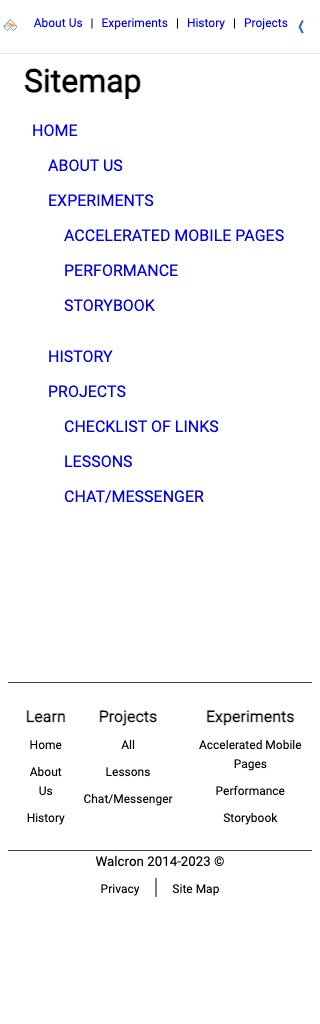 About Us | Experiments | History | Projects ❬
Sitemap
HOME
ABOUT US
EXPERIMENTS
ACCELERATED MOBILE PAGES
PERFORMANCE
STORYBOOK
HISTORY
PROJECTS
CHECKLIST OF LINKS
LESSONS
CHAT/MESSENGER
Learn
Home
About
Us
History
Projects
All
Lessons
Chat/Messenger
Experiments
Accelerated Mobile
Pages
Performance
Storybook
Walcron 2014-2023 ©
Privacy | Site Map